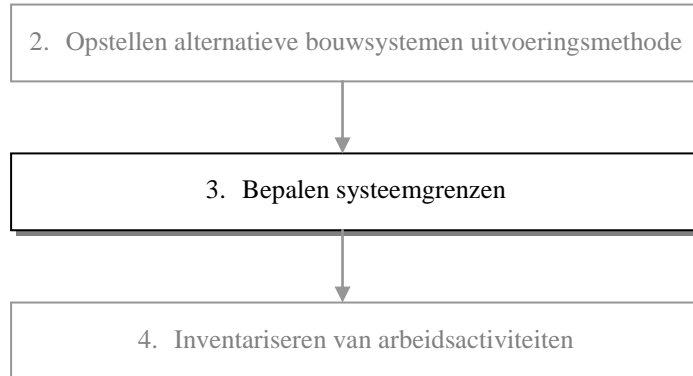 2. Opstellen alternatieve bouwsystemen uitvoeringsmethode
3. Bepalen systeemgrenzen
4. Inventariseren van arbeidsactiviteiten